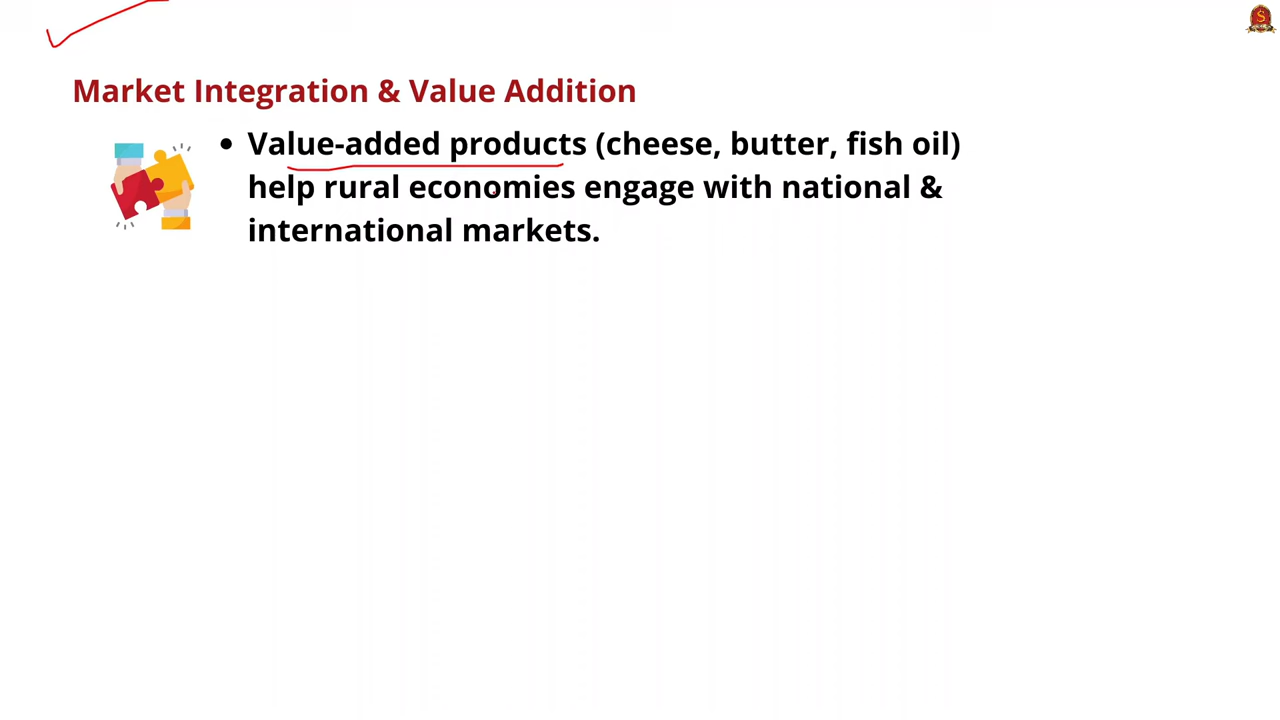 Market Integration & Value Addition
• Value-added products (cheese, butter, fish oil)
help rural economies engage with national &
international markets.